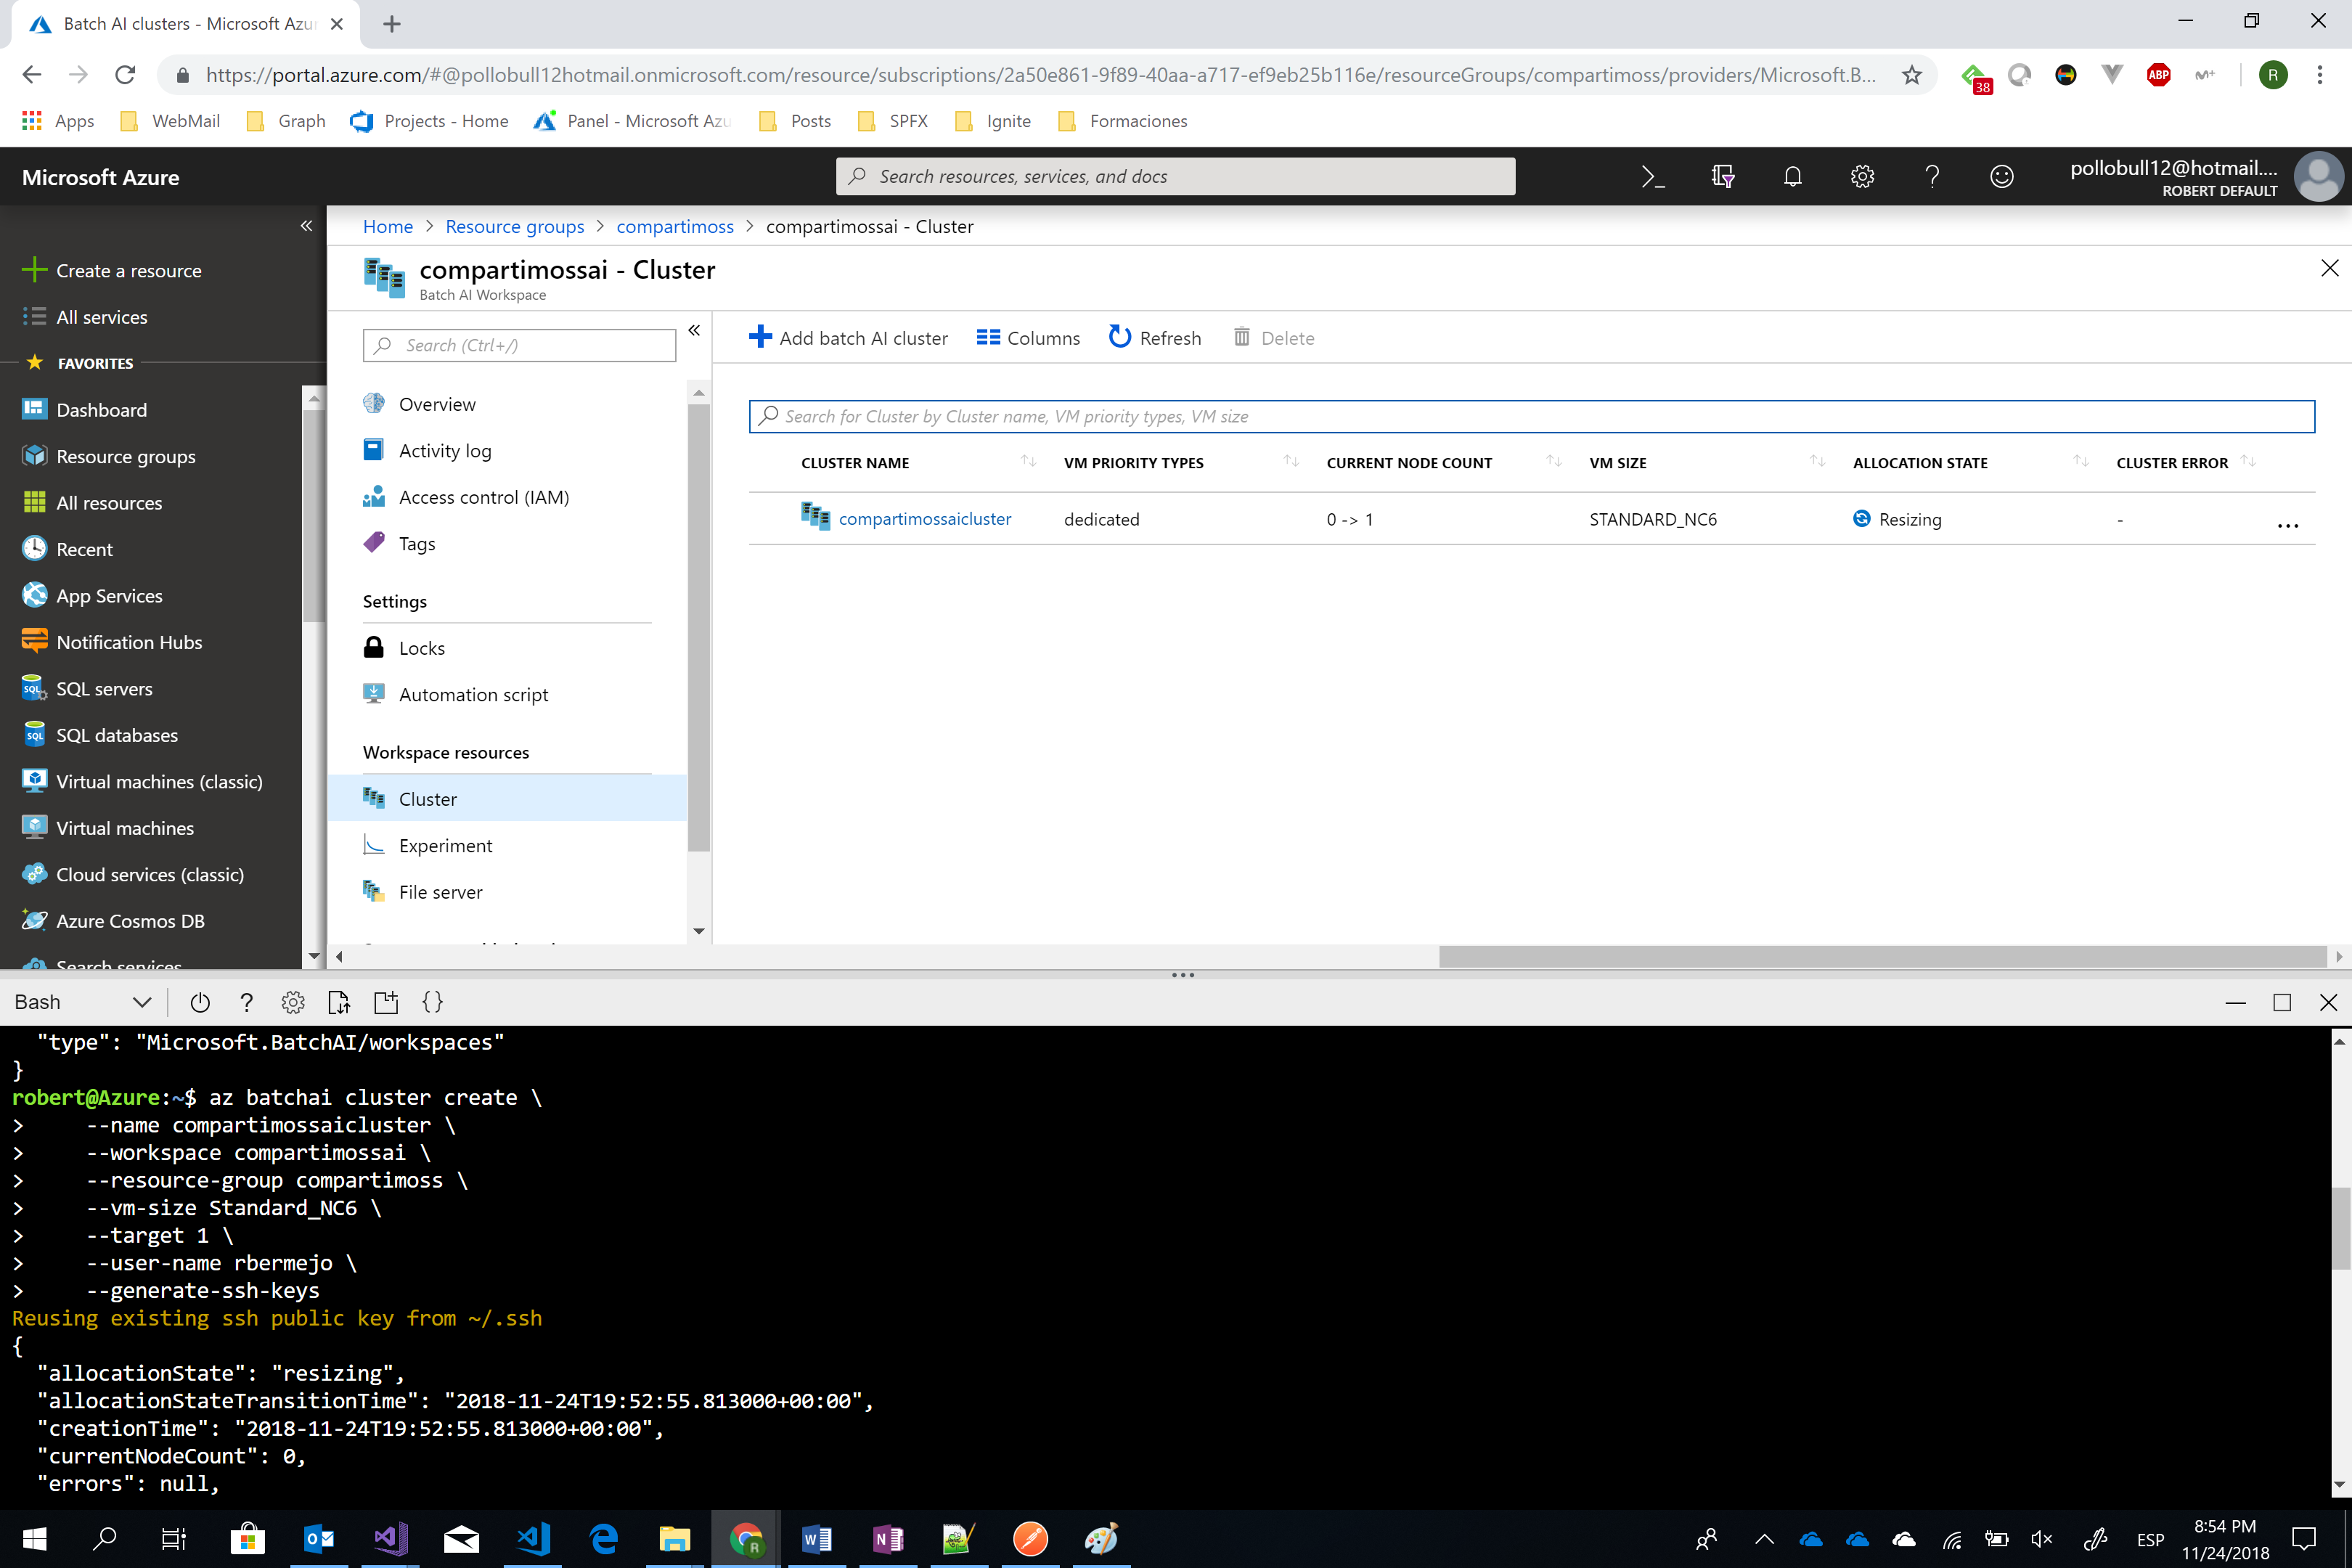 Batch AI clusters - Microsoft Azu
https://portal.azure.com/#@pollobull12hotmail.onmicrosoft.com/resource/subscriptions/2a50e861-9f89-40aa-a717-ef9eb25b116e/resourceGroups/compartimoss/providers/Microsoft.B...
38
ABP
M+
R
Apps
WebMail
Graph
Projects - Home
Panel - Microsoft Azu
Posts
SPFX
Ignite
Formaciones
Microsoft Azure
Search resources, services, and docs
pollobull12@hotmail....
ROBERT DEFAULT
Home > Resource groups > compartimoss > compartimossai - Cluster
compartimossai - Cluster
Batch AI Workspace
Create a resource
All services
FAVORITES
Dashboard
Resource groups
All resources
Recent
App Services
Notification Hubs
SQL servers
SQL databases
Virtual machines (classic)
Virtual machines
Cloud services (classic)
Azure Cosmos DB
Search services
Search (Ctrl+/)
Overview
Activity log
Access control (IAM)
Tags
Settings
Locks
Automation script
Workspace resources
Cluster
Experiment
File server
Add batch AI cluster
Columns
Refresh
Delete
Search for Cluster by Cluster name, VM priority types, VM size
CLUSTER NAME VM PRIORITY TYPES CURRENT NODE COUNT VM SIZE ALLOCATION STATE CLUSTER ERROR
compartimossaicluster dedicated 0 -> 1 STANDARD_NC6 Resizing - ...
Bash
"type": "Microsoft.BatchAI/workspaces"
}
robert@Azure:~$ az batchai cluster create \
> --name compartimossaicluster \
> --workspace compartimossai \
> --resource-group compartimoss \
> --vm-size Standard_NC6 \
> --target 1 \
> --user-name rbermejo \
> --generate-ssh-keys
Reusing existing ssh public key from ~/.ssh
{
"allocationState": "resizing",
"allocationStateTransitionTime": "2018-11-24T19:52:55.813000+00:00",
"creationTime": "2018-11-24T19:52:55.813000+00:00",
"currentNodeCount": 0,
"errors": null,
ESP
8:54 PM
11/24/2018